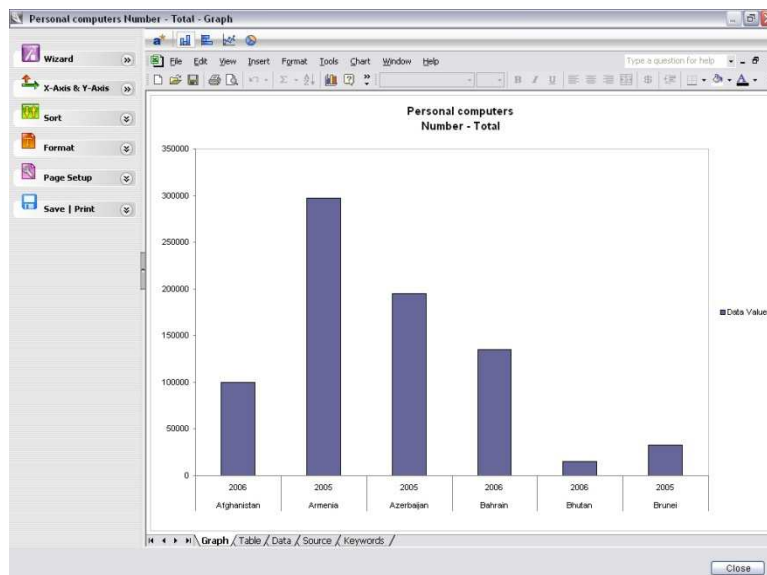 Personal computers Number - Total - Graph
Wizard
X-Axis & Y-Axis
Sort
Format
Page Setup
Save | Print
File Edit View Insert Format Tools Chart Window Help
Type a question for help
B I U
Personal computers
Number - Total
350000
300000
250000
200000
150000
100000
50000
0
2006 2005 2005 2006 2006 2005
Afghanistan Armenia Azerbaijan Bahrain Bhutan Brunei
Data Value
Graph / Table / Data / Source / Keywords /
Close